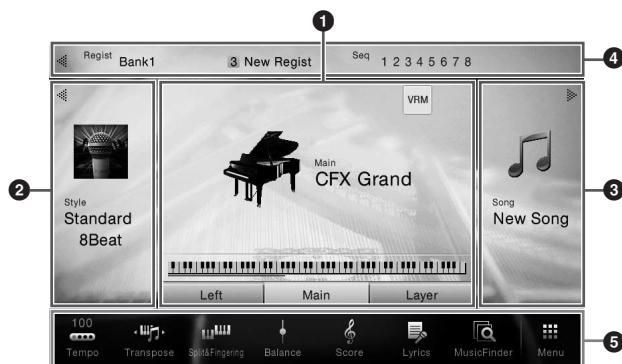 1
Regist Bank1 3 New Regist Seq 1 2 3 4 5 6 7 8
4
VRM
2
Style
Standard
8Beat
Main
CFX Grand
Song
New Song
3
Left Main Layer
100
Tempo Transpose Split&Fingering Balance Score Lyrics MusicFinder Menu
5